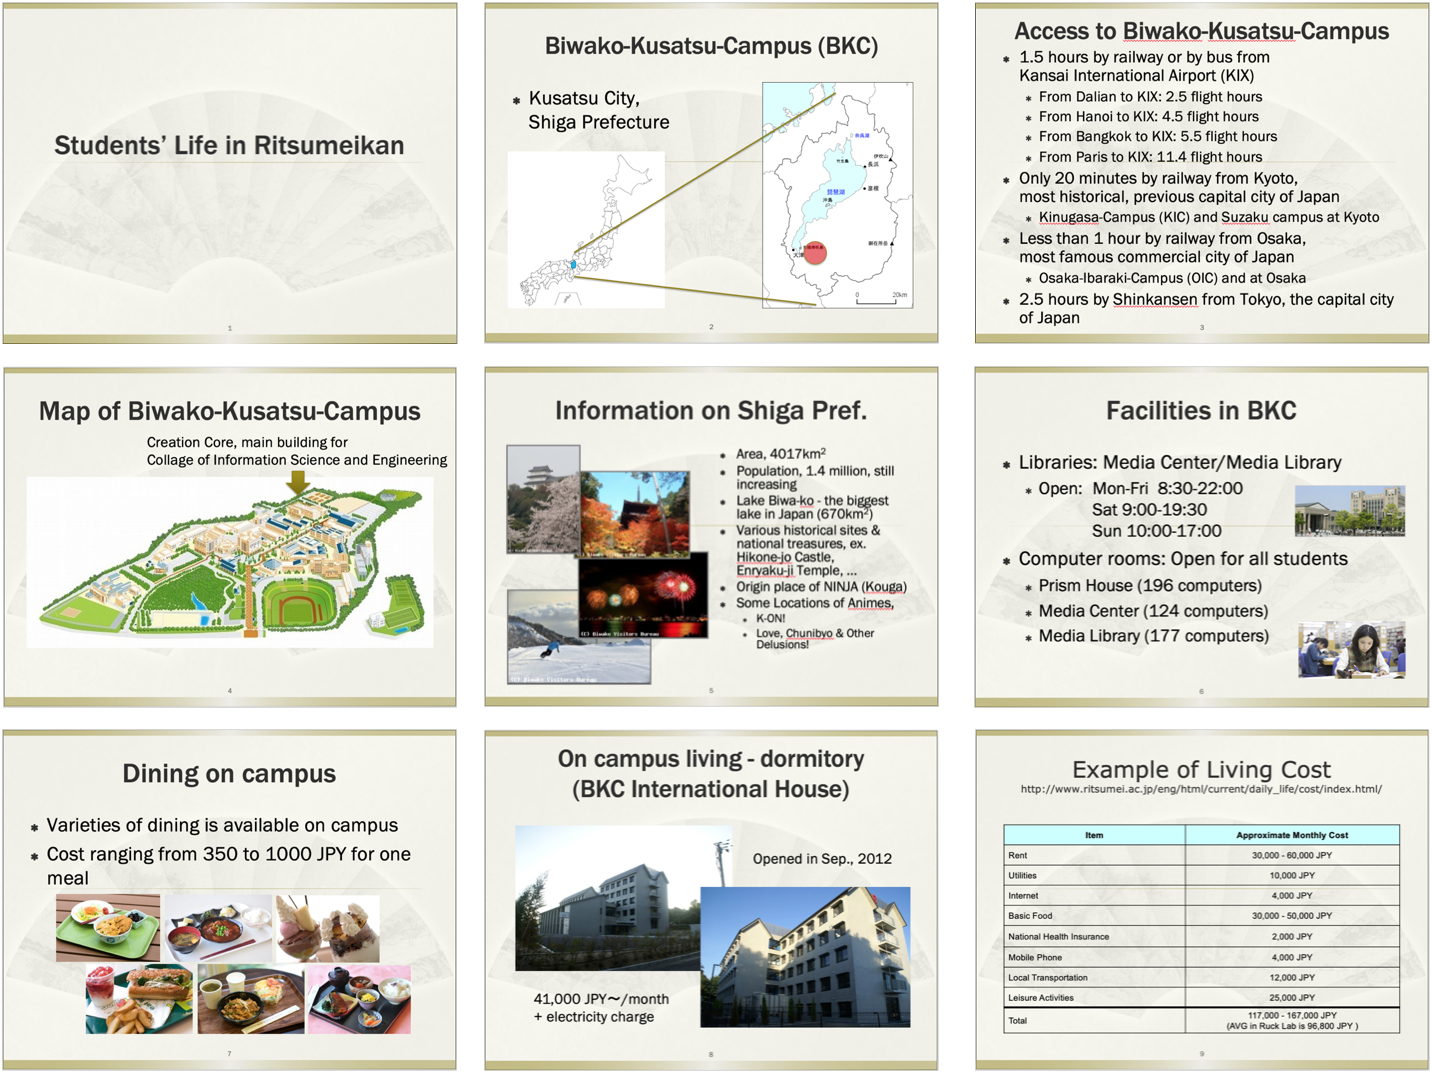 Students’ Life in Ritsumeikan
1
Biwako-Kusatsu-Campus (BKC)
Kusatsu City,
Shiga Prefecture
琵琶湖
長浜
彦根
大津
0 20km
2
Access to Biwako-Kusatsu-Campus
1.5 hours by railway or by bus from
Kansai International Airport (KIX)
From Dalian to KIX: 2.5 flight hours
From Hanoi to KIX: 4.5 flight hours
From Bangkok to KIX: 5.5 flight hours
From Paris to KIX: 11.4 flight hours
Only 20 minutes by railway from Kyoto,
most historical, previous capital city of Japan
Kinugasa-Campus (KIC) and Suzaku campus at Kyoto
Less than 1 hour by railway from Osaka,
most famous commercial city of Japan
Osaka-Ibaraki-Campus (OIC) and at Osaka
2.5 hours by Shinkansen from Tokyo, the capital city
of Japan
3
Map of Biwako-Kusatsu-Campus
Creation Core, main building for
Collage of Information Science and Engineering
4
Information on Shiga Pref.
(C) Biwako Visitors Bureau
(C) Biwako Visitors Bureau
Area, 4017km²
Population, 1.4 million, still
increasing
Lake Biwa-ko - the biggest
lake in Japan (670km²)
Various historical sites &
national treasures, ex.
Hikone-jo Castle,
Enryaku-ji Temple, ...
Origin place of NINJA (Kouga)
Some Locations of Animes,
K-ON!
Love, Chunibyo & Other
Delusions!
5
Facilities in BKC
Libraries: Media Center/Media Library
Open: Mon-Fri 8:30-22:00
Sat 9:00-19:30
Sun 10:00-17:00
Computer rooms: Open for all students
Prism House (196 computers)
Media Center (124 computers)
Media Library (177 computers)
6
Dining on campus
Varieties of dining is available on campus
Cost ranging from 350 to 1000 JPY for one
meal
7
On campus living - dormitory
(BKC International House)
Opened in Sep., 2012
41,000 JPY～/month
+ electricity charge
8
Example of Living Cost
http://www.ritsumei.ac.jp/eng/html/current/daily_life/cost/index.html/
Item Approximate Monthly Cost
Rent 30,000 - 60,000 JPY
Utilities 10,000 JPY
Internet 4,000 JPY
Basic Food 30,000 - 50,000 JPY
National Health Insurance 2,000 JPY
Mobile Phone 4,000 JPY
Local Transportation 12,000 JPY
Leisure Activities 25,000 JPY
Total 117,000 - 167,000 JPY
(AVG in Ruck Lab is 96,800 JPY )
9